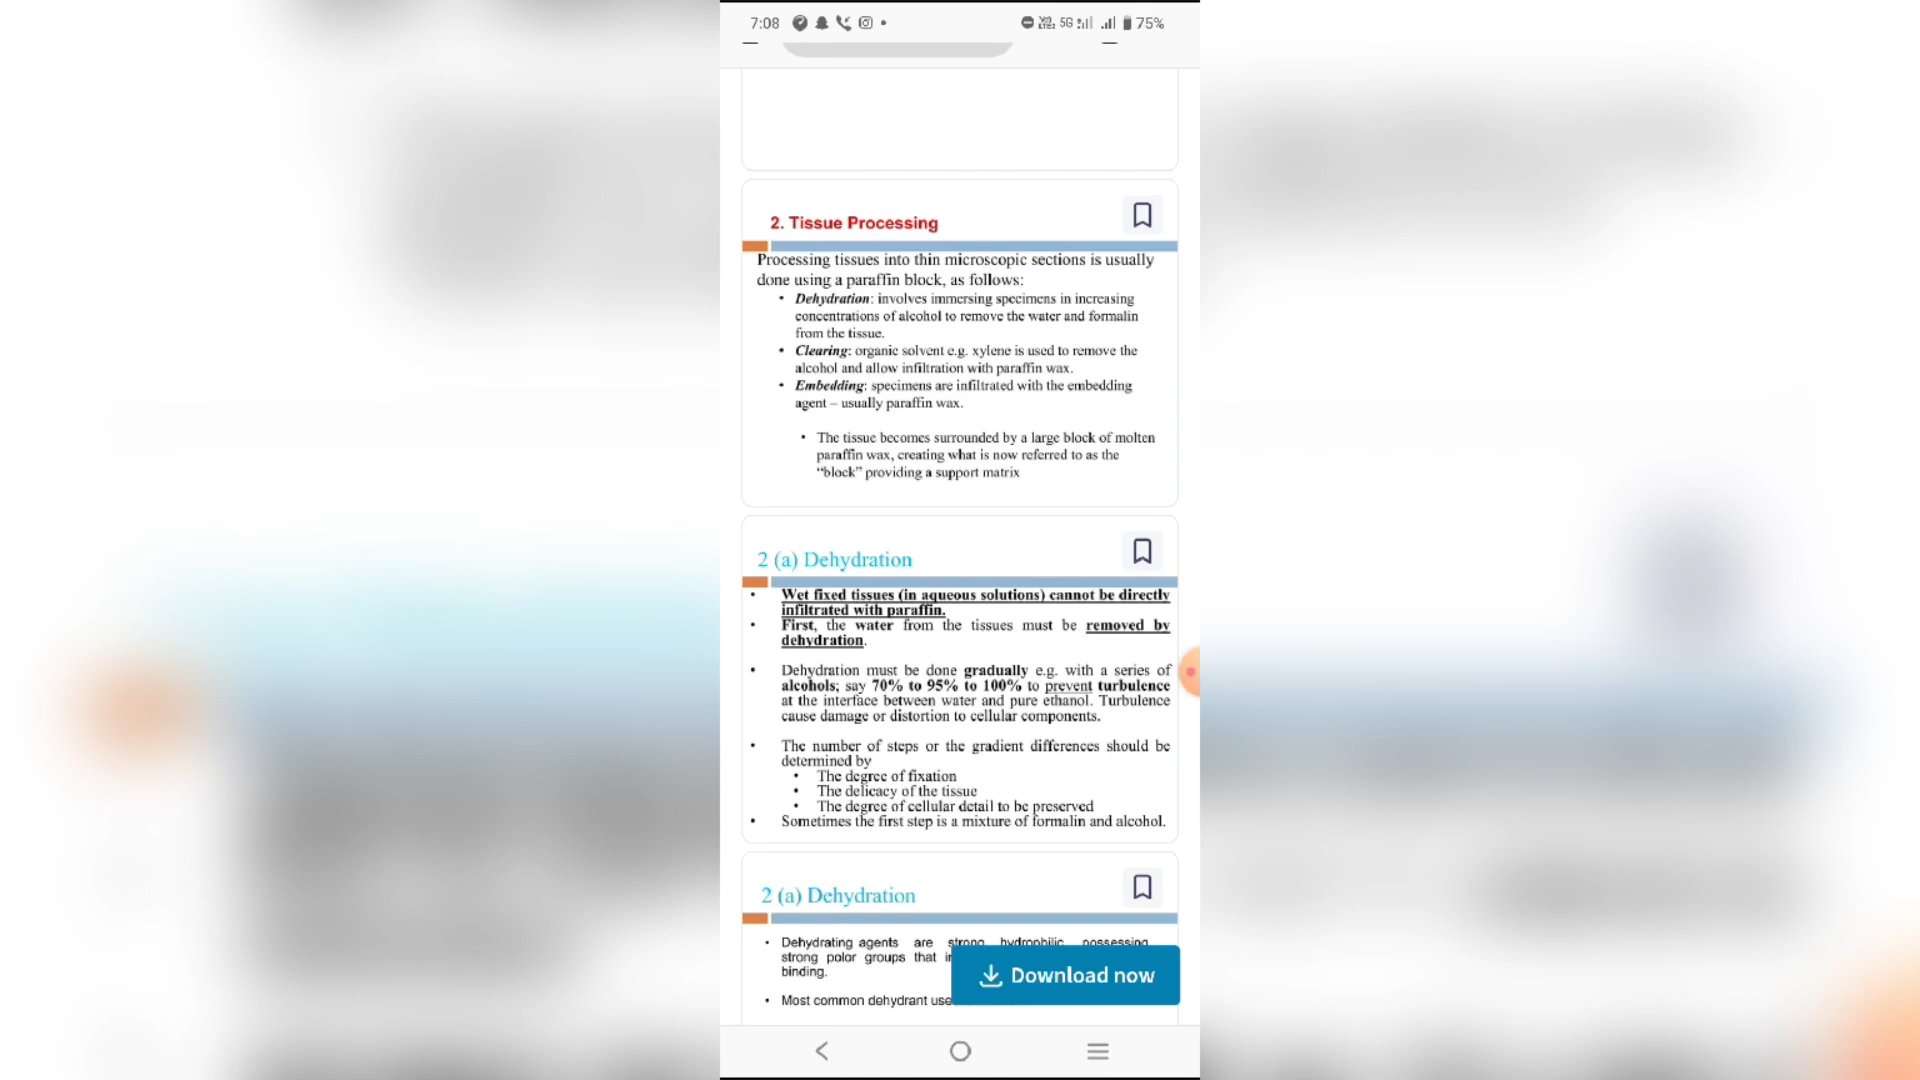 7:08
5G
75%
2. Tissue Processing
Processing tissues into thin microscopic sections is usually
done using a paraffin block, as follows:
• Dehydration: involves immersing specimens in increasing
concentrations of alcohol to remove the water and formalin
from the tissue.
• Clearing: organic solvent e.g. xylene is used to remove the
alcohol and allow infiltration with paraffin wax.
• Embedding: specimens are infiltrated with the embedding
agent – usually paraffin wax.
• The tissue becomes surrounded by a large block of molten
paraffin wax, creating what is now referred to as the
“block” providing a support matrix
2 (a) Dehydration
• Wet fixed tissues (in aqueous solutions) cannot be directly
infiltrated with paraffin.
• First, the water from the tissues must be removed by
dehydration.
• Dehydration must be done gradually e.g. with a series of
alcohols; say 70% to 95% to 100% to prevent turbulence
at the interface between water and pure ethanol. Turbulence
cause damage or distortion to cellular components.
• The number of steps or the gradient differences should be
determined by
• The degree of fixation
• The delicacy of the tissue
• The degree of cellular detail to be preserved
• Sometimes the first step is a mixture of formalin and alcohol.
2 (a) Dehydration
• Dehydrating agents are strong hydrophilic possessing
strong polar groups that
binding.
• Most common dehydrant
Download now